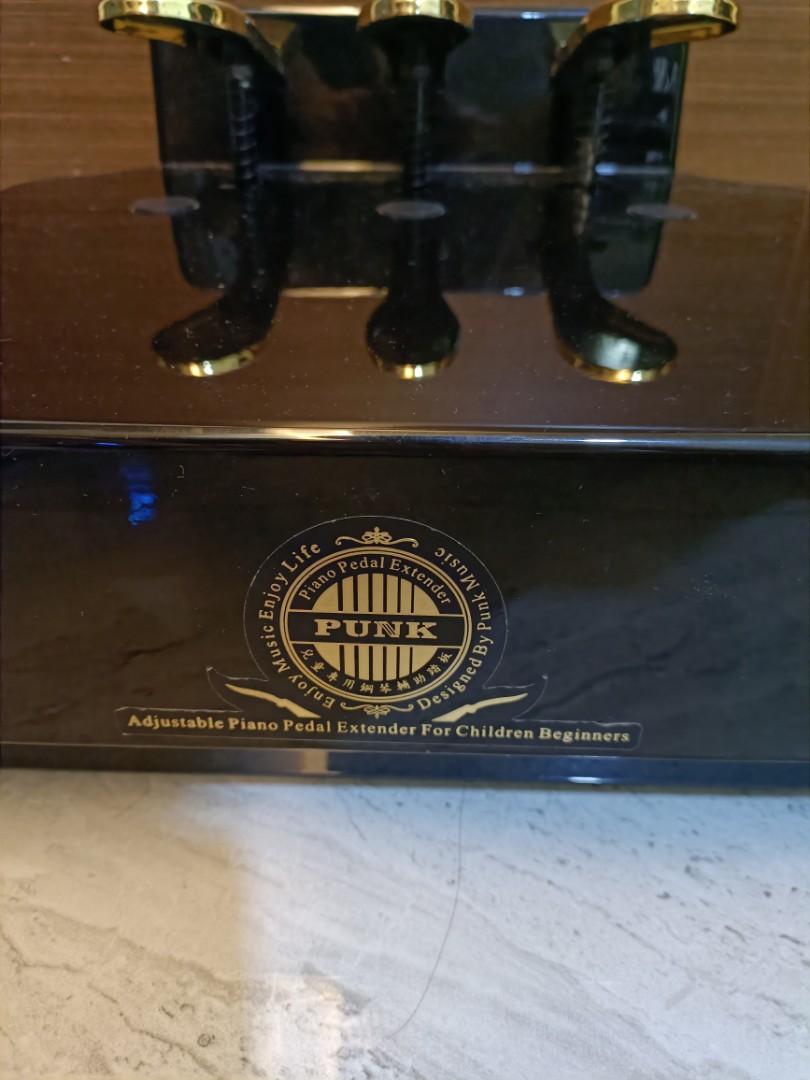 Enjoy Music Enjoy Life
Designed By Punk Music
Piano Pedal Extender
PUNK
兒童專用鋼琴輔助踏板
Adjustable Piano Pedal Extender For Children Beginners